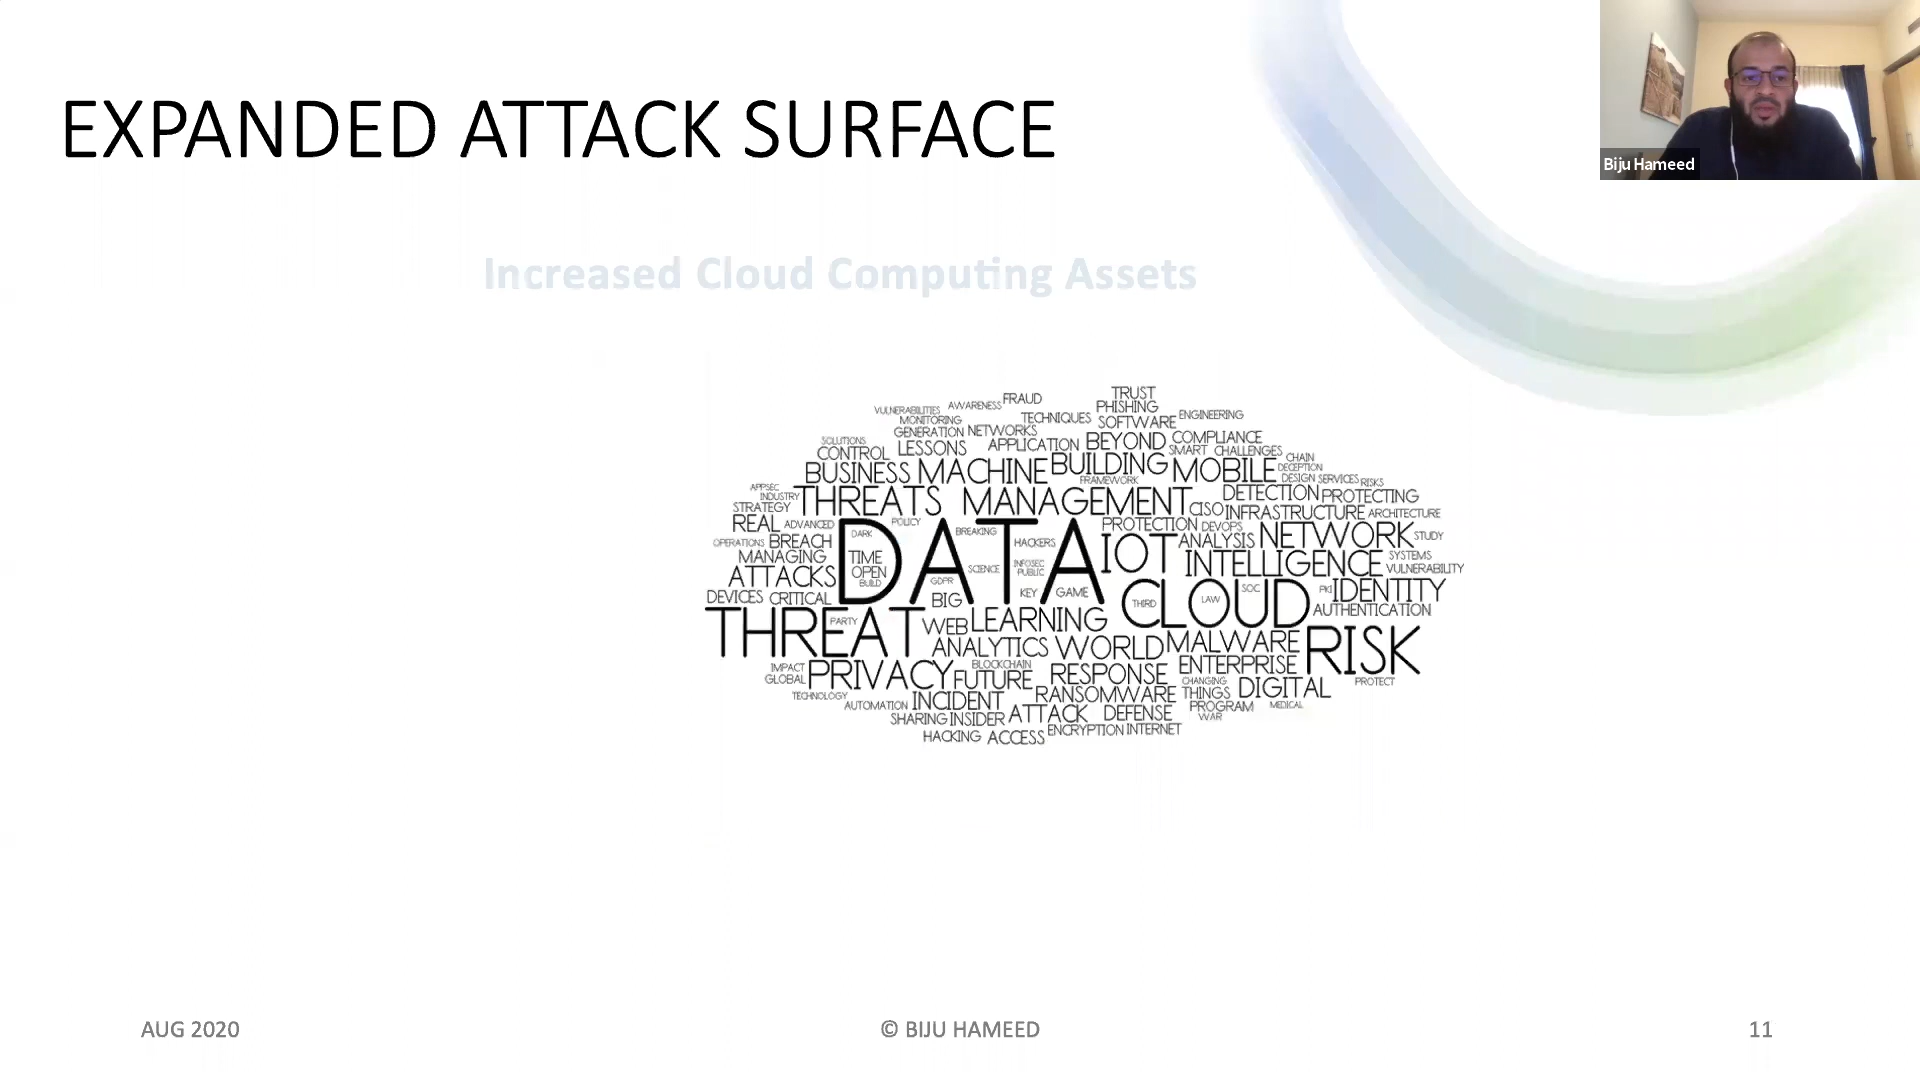 EXPANDED ATTACK SURFACE
Biju Hameed
Increased Cloud Computing Assets
TRUST
VULNERABILITIES AWARENESS FRAUD PHISHING
MONITORING TECHNIQUES SOFTWARE ENGINEERING
GENERATION NETWORKS
SOLUTIONS
CONTROL LESSONS APPLICATION BEYOND COMPLIANCE
SMART CHALLENGES CHAIN
BUSINESS MACHINE BUILDING MOBILE DECEPTION
FRAMEWORK DESIGN SERVICES RISKS
APPSEC
INDUSTRY THREATS MANAGEMENT DETECTION PROTECTING
STRATEGY CISO INFRASTRUCTURE ARCHITECTURE
REAL ADVANCED POLICY PROTECTION DEVOPS
DARK BREAKING NETWORK STUDY
OPERATIONS BREACH DATA HACKERS IOT ANALYSIS
MANAGING TIME INTELLIGENCE SYSTEMS
SCIENCE INFOSEC VULNERABILITY
ATTACKS OPEN PUBLIC
BUILD GDPR
DEVICES CRITICAL BIG KEY GAME CLOUD SOC PKI IDENTITY
THIRD LAW AUTHENTICATION
THREAT PARTY WEB LEARNING
ANALYTICS WORLD MALWARE RISK
IMPACT BLOCKCHAIN ENTERPRISE
GLOBAL PRIVACY FUTURE RESPONSE CHANGING PROTECT
TECHNOLOGY RANSOMWARE THINGS DIGITAL
AUTOMATION INCIDENT PROGRAM MEDICAL
SHARING INSIDER ATTACK DEFENSE WAR
HACKING ACCESS ENCRYPTION INTERNET
AUG 2020
© BIJU HAMEED
11